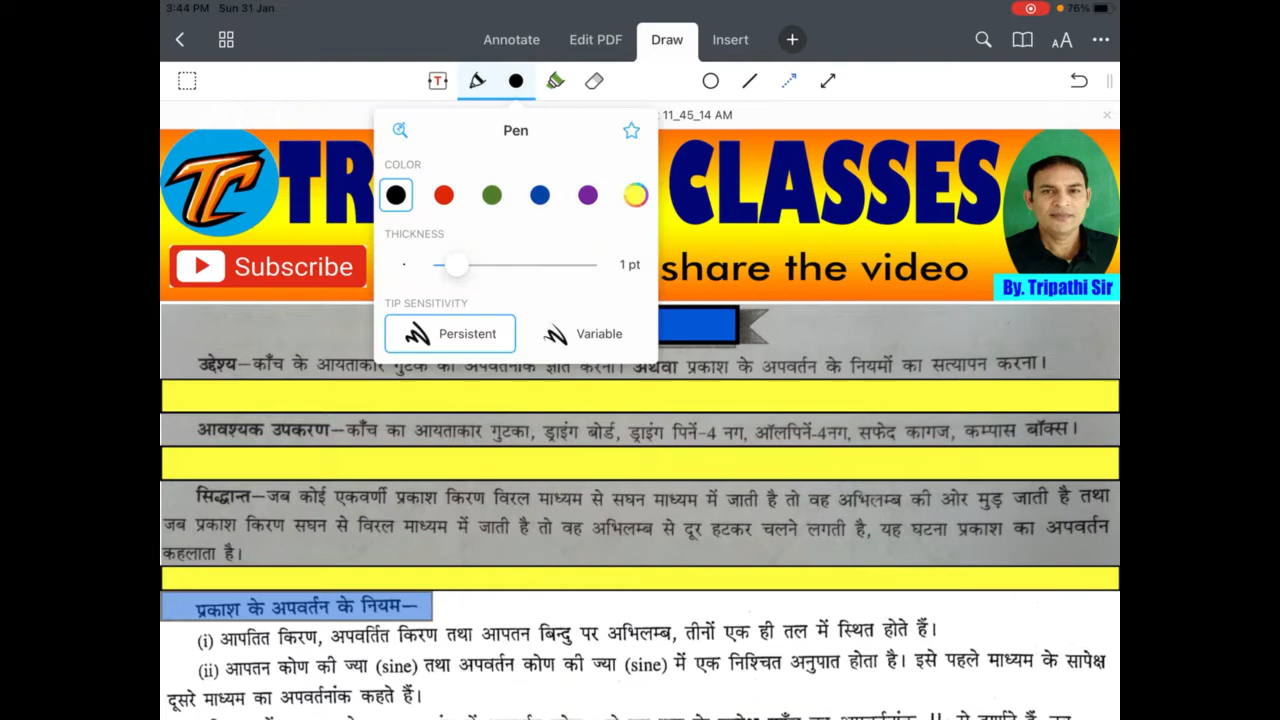 3:44 PM Sun 31 Jan
76%
Annotate Edit PDF Draw Insert
T
11_45_14 AM
Pen
COLOR
THICKNESS
1 pt
TIP SENSITIVITY
Persistent Variable
TC TR CLASSES
Subscribe share the video
By. Tripathi Sir
उद्देश्य–काँच के आयताकार गुटके का अपवर्तनांक ज्ञात करना। अथवा प्रकाश के अपवर्तन के नियमों का सत्यापन करना।
आवश्यक उपकरण–काँच का आयताकार गुटका, ड्राइंग बोर्ड, ड्राइंग पिनें-4 नग, ऑलपिनें-4नग, सफेद कागज, कम्पास बॉक्स।
सिद्धान्त–जब कोई एकवर्णी प्रकाश किरण विरल माध्यम से सघन माध्यम में जाती है तो वह अभिलम्ब की ओर मुड़ जाती है तथा
जब प्रकाश किरण सघन से विरल माध्यम में जाती है तो वह अभिलम्ब से दूर हटकर चलने लगती है, यह घटना प्रकाश का अपवर्तन
कहलाता है।
प्रकाश के अपवर्तन के नियम–
(i) आपतित किरण, अपवर्तित किरण तथा आपतन बिन्दु पर अभिलम्ब, तीनों एक ही तल में स्थित होते हैं।
(ii) आपतन कोण की ज्या (sine) तथा अपवर्तन कोण की ज्या (sine) में एक निश्चित अनुपात होता है। इसे पहले माध्यम के सापेक्ष
दूसरे माध्यम का अपवर्तनांक कहते हैं।